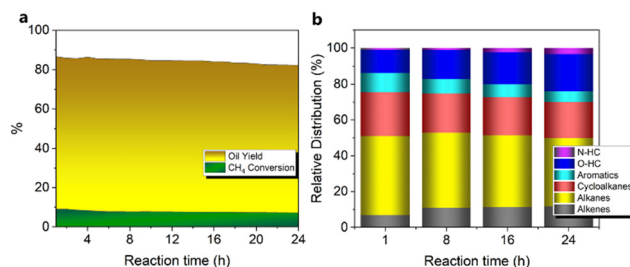 a
100
80
60
40
20
0
%
Oil Yield
CH4 Conversion
4 8 12 16 20 24
Reaction time (h)
b
100
80
60
40
20
0
Relative Distribution (%)
N-HC
O-HC
Aromatics
Cycloalkanes
Alkanes
Alkenes
1 8 16 24
Reaction time (h)